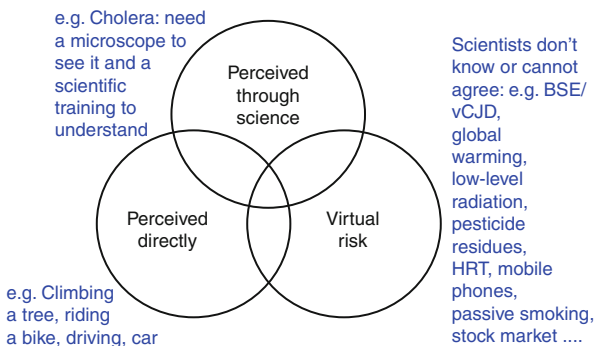 e.g. Cholera: need
a microscope to
see it and a
scientific
training to
understand
Perceived
through
science
Scientists don't
know or cannot
agree: e.g. BSE/
vCJD,
global
warming,
low-level
radiation,
pesticide
residues,
HRT, mobile
phones,
passive smoking,
stock market ....
Perceived
directly
Virtual
risk
e.g. Climbing
a tree, riding
a bike, driving, car